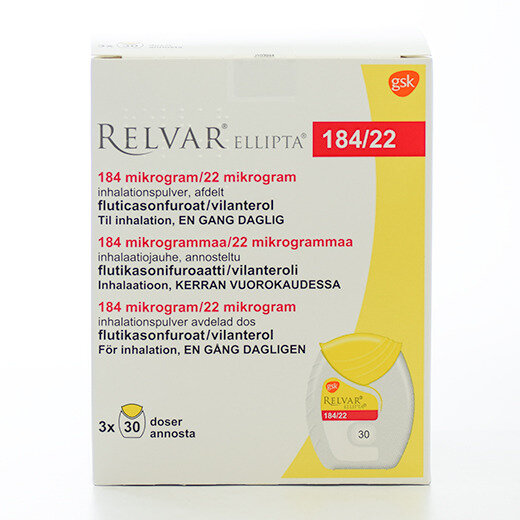 gsk
RELVAR® ELLIPTA® 184/22
184 mikrogram/22 mikrogram
inhalationspulver, afdelt
fluticasonfuroat/vilanterol
Til inhalation, EN GANG DAGLIG
184 mikrogrammaa/22 mikrogrammaa
inhalaatiojauhe, annosteltu
flutikasonifuroaatti/vilanteroli
Inhalaatioon, KERRAN VUOROKAUDESSA
184 mikrogram/22 mikrogram
inhalationspulver avdelad dos
flutikasonfuroat/vilanterol
För inhalation, EN GÅNG DAGLIGEN
gsk
RELVAR®
ELLIPTA®
184/22
30
3x 30 doser
annosta